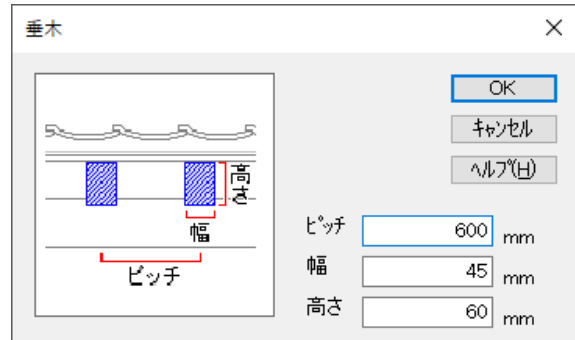 垂木
OK
キャンセル
ヘルプ(H)
高さ
幅
ピッチ
ピッチ 600 mm
幅 45 mm
高さ 60 mm